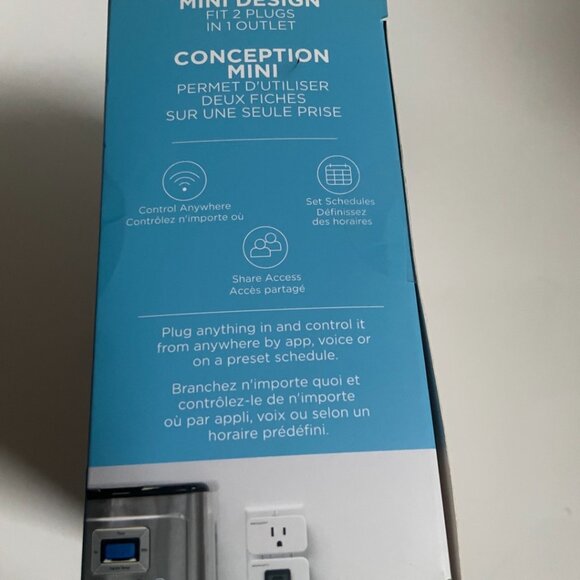 MINI DESIGN
FIT 2 PLUGS
IN 1 OUTLET
CONCEPTION
MINI
PERMET D'UTILISER
DEUX FICHES
SUR UNE SEULE PRISE
Control Anywhere
Contrôlez n'importe où
Set Schedules
Définissez
des horaires
Share Access
Accès partagé
Plug anything in and control it
from anywhere by app, voice or
on a preset schedule.
Branchez n'importe quoi et
contrôlez-le de n'importe
où par appli, voix ou selon un
horaire prédéfini.